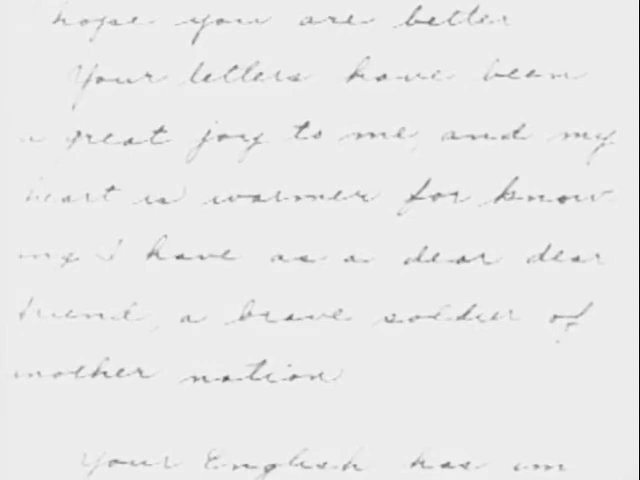 hope you are better
Your letters have been
a great joy to me, and my
heart is warmer for know
ing I have as a dear dear
friend, a brave soldier of
another nation
Your English has im